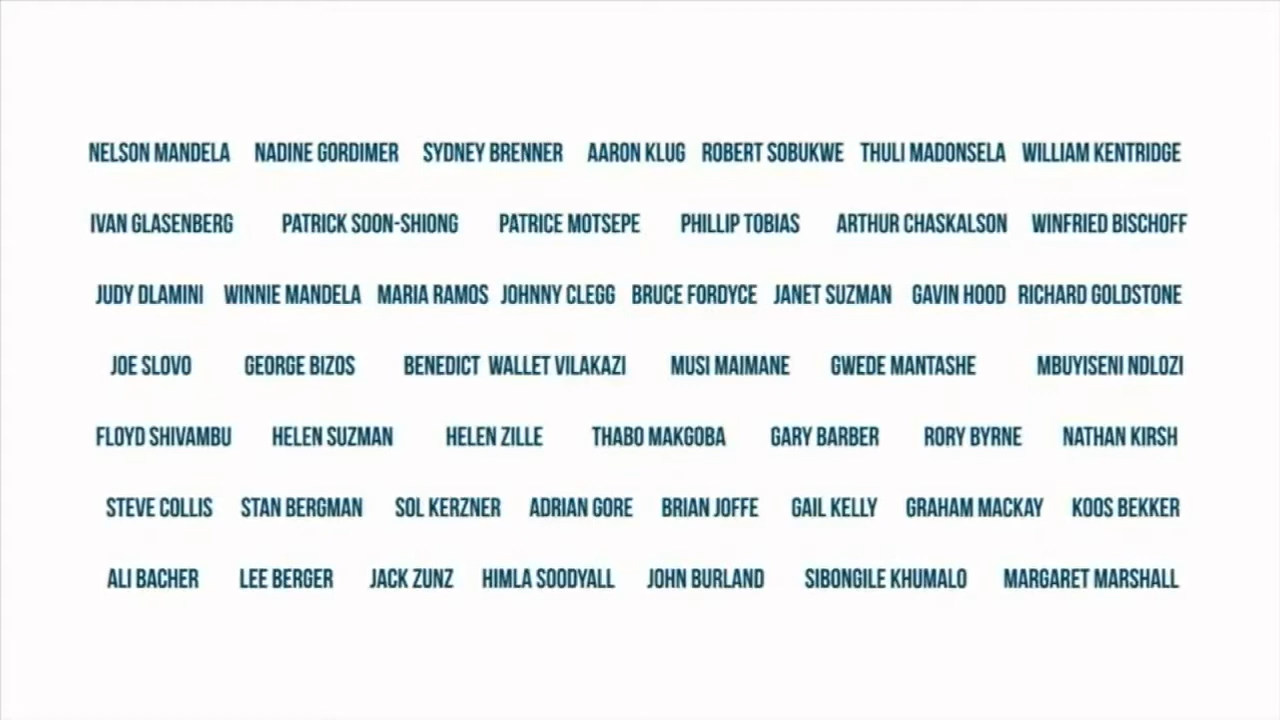 NELSON MANDELA NADINE GORDIMER SYDNEY BRENNER AARON KLUG ROBERT SOBUKWE THULI MADONSELA WILLIAM KENTRIDGE
IVAN GLASENBERG PATRICK SOON-SHIONG PATRICE MOTSEPE PHILLIP TOBIAS ARTHUR CHASKALSON WINFRIED BISCHOFF
JUDY DLAMINI WINNIE MANDELA MARIA RAMOS JOHNNY CLEGG BRUCE FORDYCE JANET SUZMAN GAVIN HOOD RICHARD GOLDSTONE
JOE SLOVO GEORGE BIZOS BENEDICT WALLET VILAKAZI MUSI MAIMANE GWEDE MANTASHE MBUYISENI NDLOZI
FLOYD SHIVAMBU HELEN SUZMAN HELEN ZILLE THABO MAKGOBA GARY BARBER RORY BYRNE NATHAN KIRSH
STEVE COLLIS STAN BERGMAN SOL KERZNER ADRIAN GORE BRIAN JOFFE GAIL KELLY GRAHAM MACKAY KOOS BEKKER
ALI BACHER LEE BERGER JACK ZUNZ HIMLA SOODYALL JOHN BURLAND SIBONGILE KHUMALO MARGARET MARSHALL